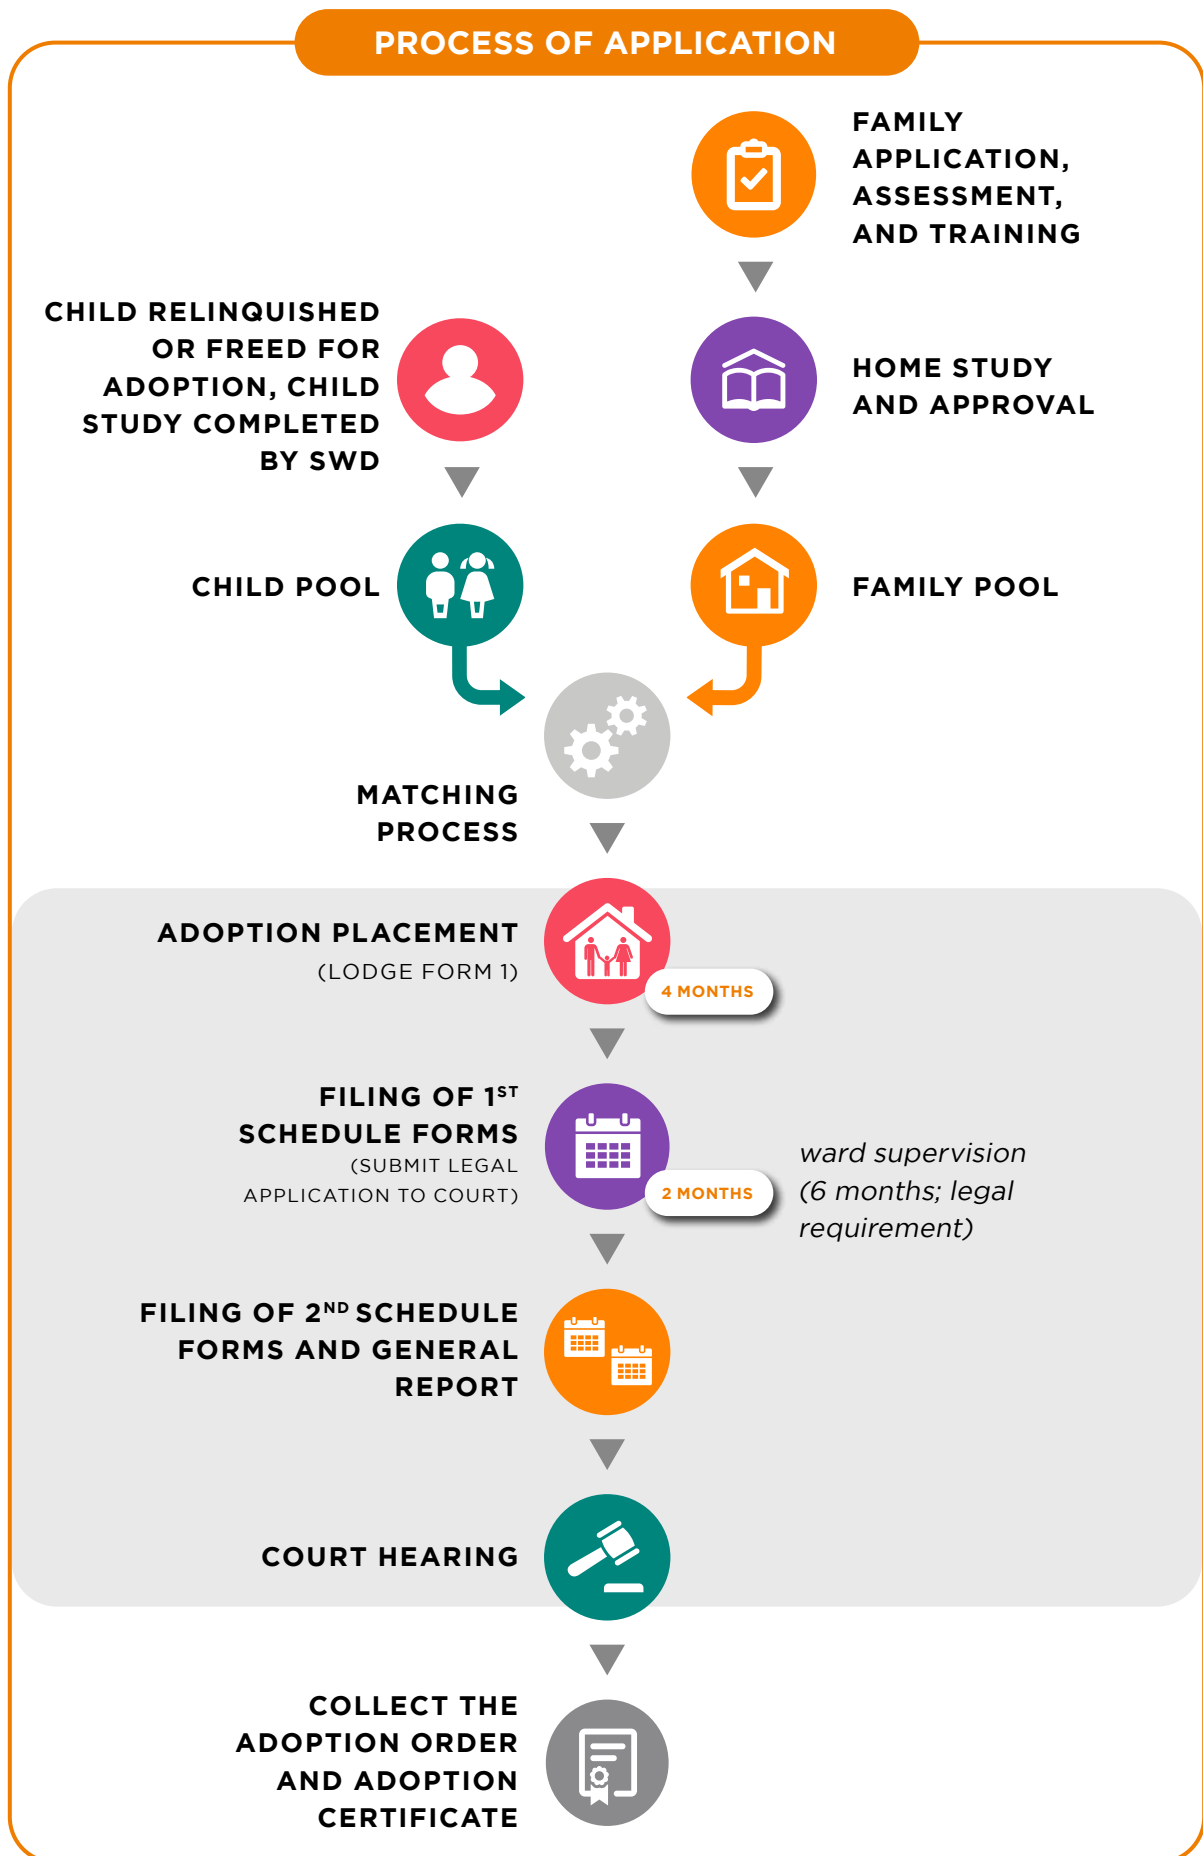 PROCESS OF APPLICATION
FAMILY
APPLICATION,
ASSESSMENT,
AND TRAINING
CHILD RELINQUISHED
OR FREED FOR
ADOPTION, CHILD
STUDY COMPLETED
BY SWD
HOME STUDY
AND APPROVAL
CHILD POOL
FAMILY POOL
MATCHING
PROCESS
ADOPTION PLACEMENT
(LODGE FORM 1)
4 MONTHS
FILING OF 1ST
SCHEDULE FORMS
(SUBMIT LEGAL
APPLICATION TO COURT)
2 MONTHS
ward supervision
(6 months; legal
requirement)
FILING OF 2ND SCHEDULE
FORMS AND GENERAL
REPORT
COURT HEARING
COLLECT THE
ADOPTION ORDER
AND ADOPTION
CERTIFICATE